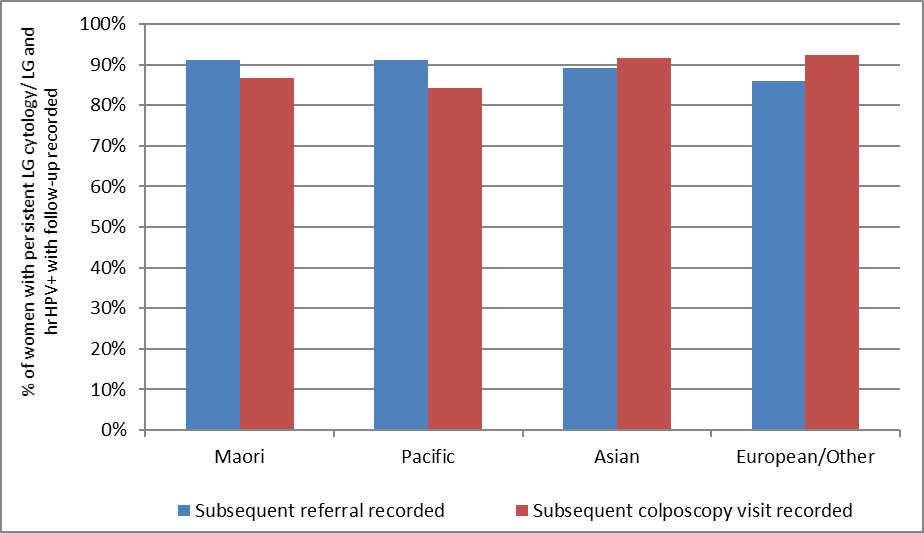 % of women with persistent LG cytology/ LG and
hrHPV+ with follow-up recorded
100%
90%
80%
70%
60%
50%
40%
30%
20%
10%
0%
Maori Pacific Asian European/Other
Subsequent referral recorded Subsequent colposcopy visit recorded